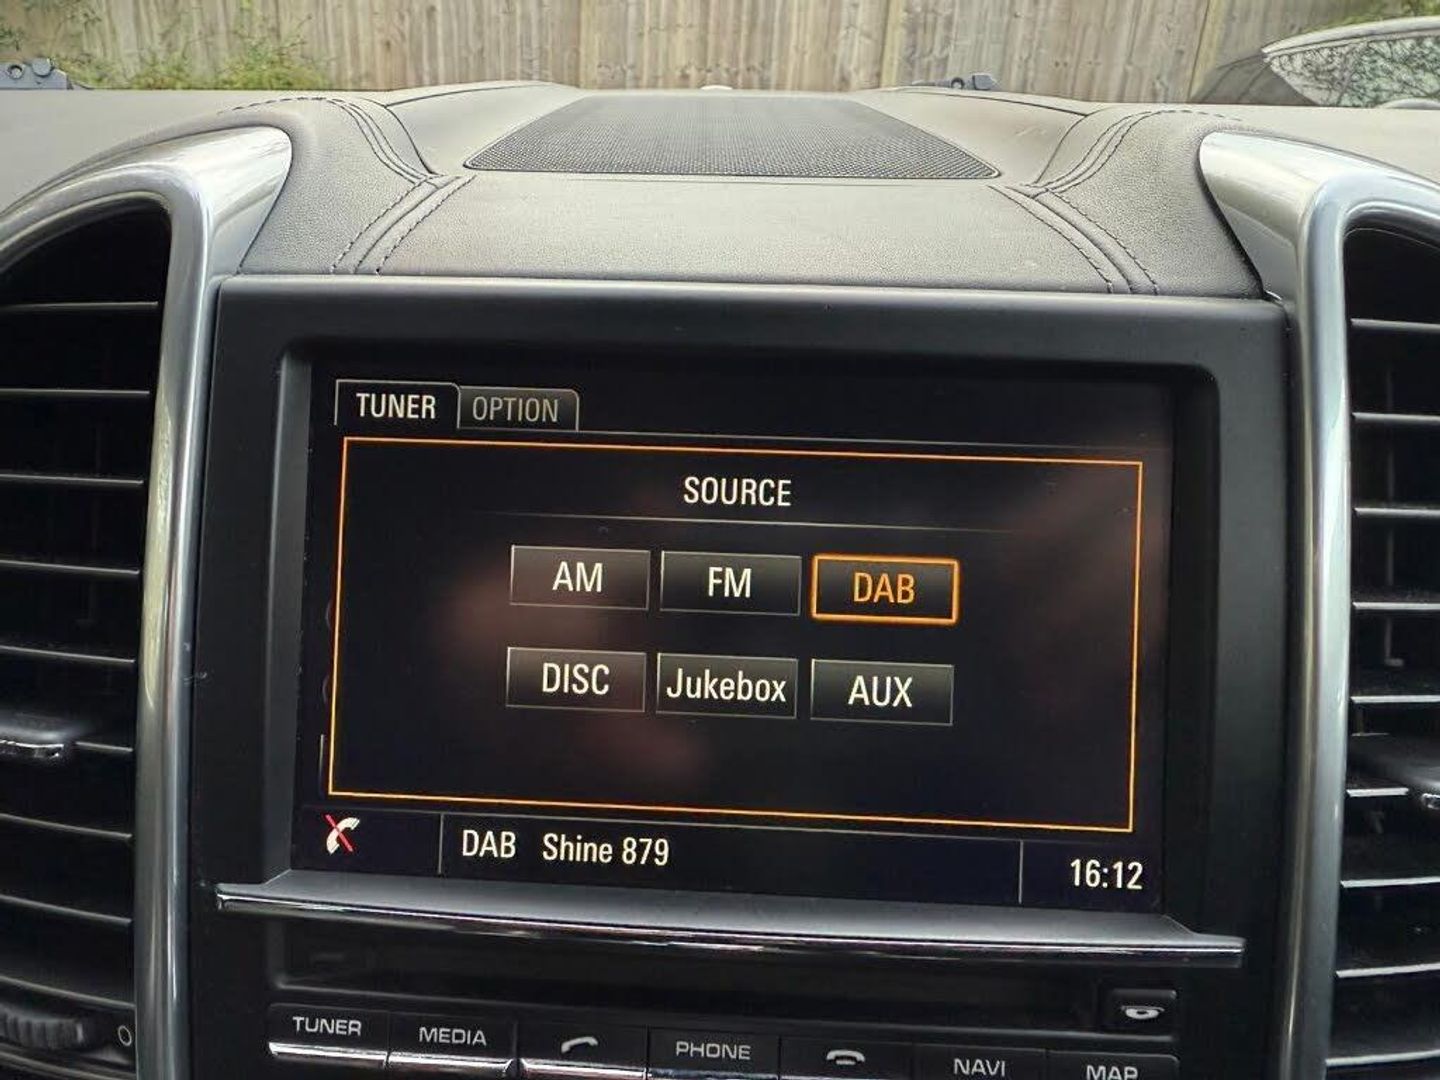 TUNER OPTION
SOURCE
AM FM DAB
DISC Jukebox AUX
DAB Shine 879 16:12
TUNER MEDIA PHONE NAVI MAP